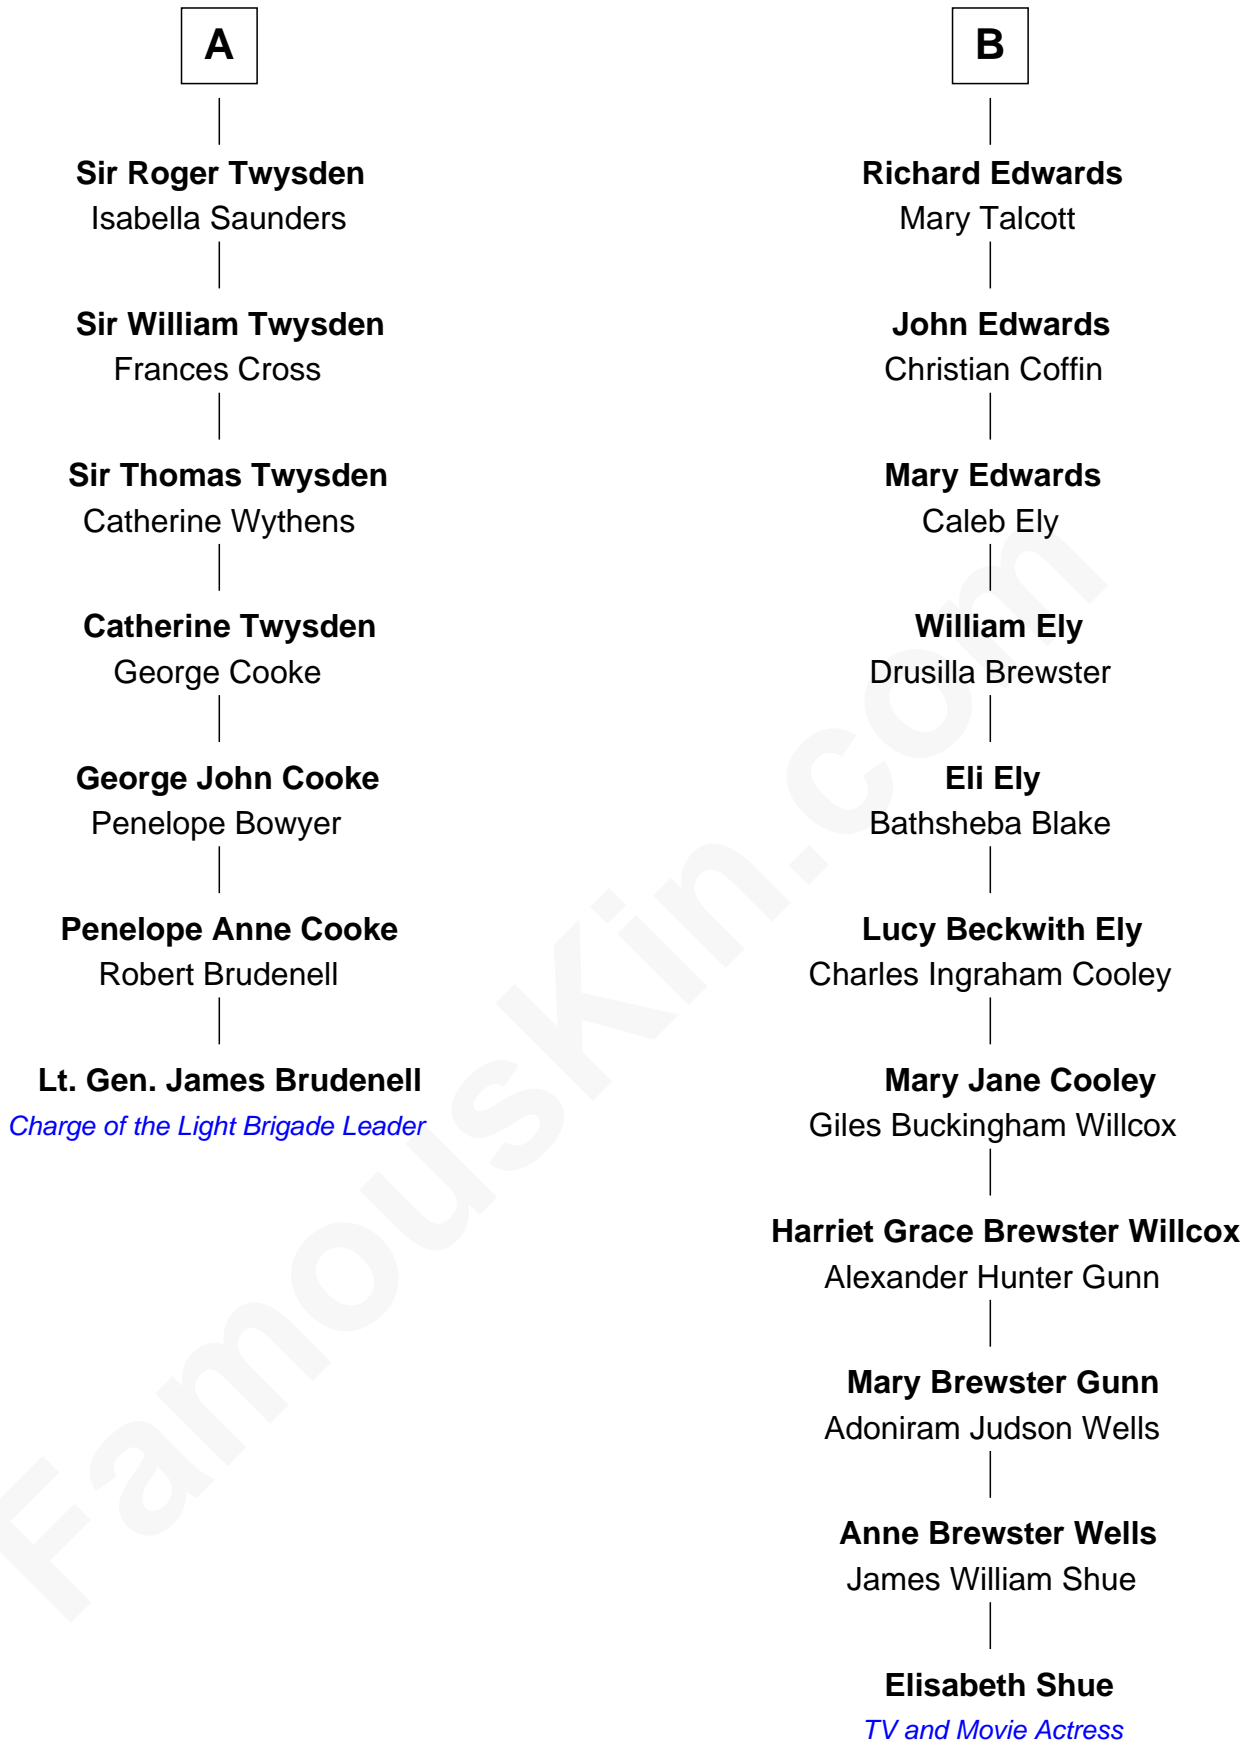 A
Sir Roger Twysden
Isabella Saunders
Sir William Twysden
Frances Cross
Sir Thomas Twysden
Catherine Wythens
Catherine Twysden
George Cooke
George John Cooke
Penelope Bowyer
Penelope Anne Cooke
Robert Brudenell
Lt. Gen. James Brudenell
Charge of the Light Brigade Leader
B
Richard Edwards
Mary Talcott
John Edwards
Christian Coffin
Mary Edwards
Caleb Ely
William Ely
Drusilla Brewster
Eli Ely
Bathsheba Blake
Lucy Beckwith Ely
Charles Ingraham Cooley
Mary Jane Cooley
Giles Buckingham Willcox
Harriet Grace Brewster Willcox
Alexander Hunter Gunn
Mary Brewster Gunn
Adoniram Judson Wells
Anne Brewster Wells
James William Shue
Elisabeth Shue
TV and Movie Actress
FamousKin.com